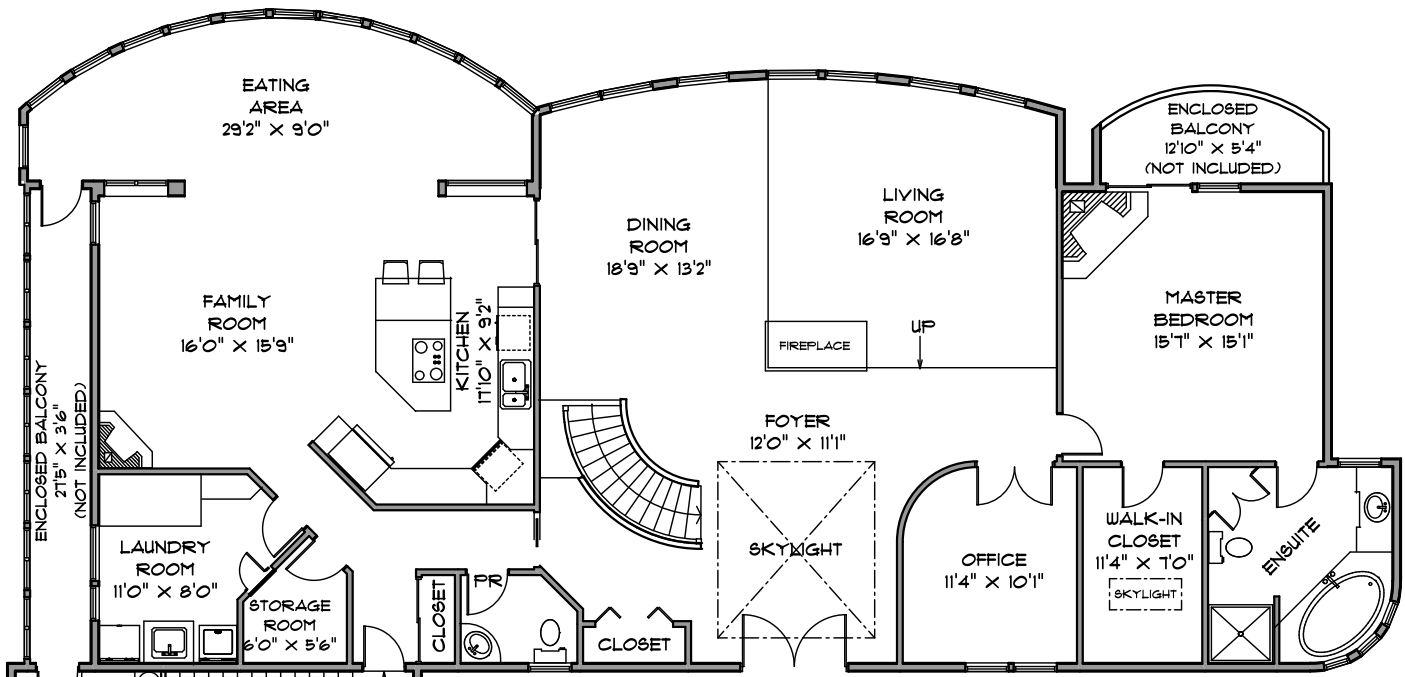 EATING
AREA
29'2" X 9'0"
ENCLOSED
BALCONY
12'10" X 5'4"
(NOT INCLUDED)
LIVING
ROOM
16'9" X 16'8"
DINING
ROOM
18'9" X 13'2"
FAMILY
ROOM
16'0" X 15'9"
KITCHEN
17'10" X 9'2"
MASTER
BEDROOM
15'7" X 15'1"
UP
FIREPLACE
ENCLOSED BALCONY
27'5" X 3'6"
(NOT INCLUDED)
FOYER
12'0" X 11'1"
SKYLIGHT
LAUNDRY
ROOM
11'0" X 8'0"
STORAGE
ROOM
6'0" X 5'6"
CLOSET
PR
CLOSET
OFFICE
11'4" X 10'1"
WALK-IN
CLOSET
11'4" X 7'0"
SKYLIGHT
ENSUITE